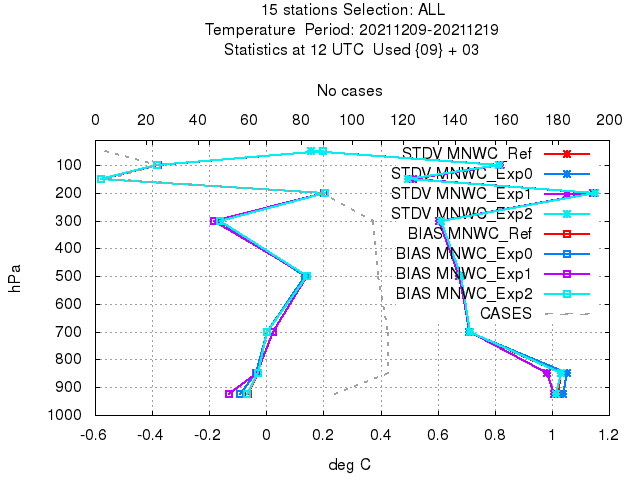 15 stations Selection: ALL
Temperature Period: 20211209-20211219
Statistics at 12 UTC Used {09} + 03
No cases
0 20 40 60 80 100 120 140 160 180 200
STDV MNWC_Ref
STDV MNWC_Exp0
STDV MNWC_Exp1
STDV MNWC_Exp2
BIAS MNWC_Ref
BIAS MNWC_Exp0
BIAS MNWC_Exp1
BIAS MNWC_Exp2
CASES
100
200
300
400
500
600
700
800
900
1000
hPa
-0.6 -0.4 -0.2 0 0.2 0.4 0.6 0.8 1 1.2
deg C